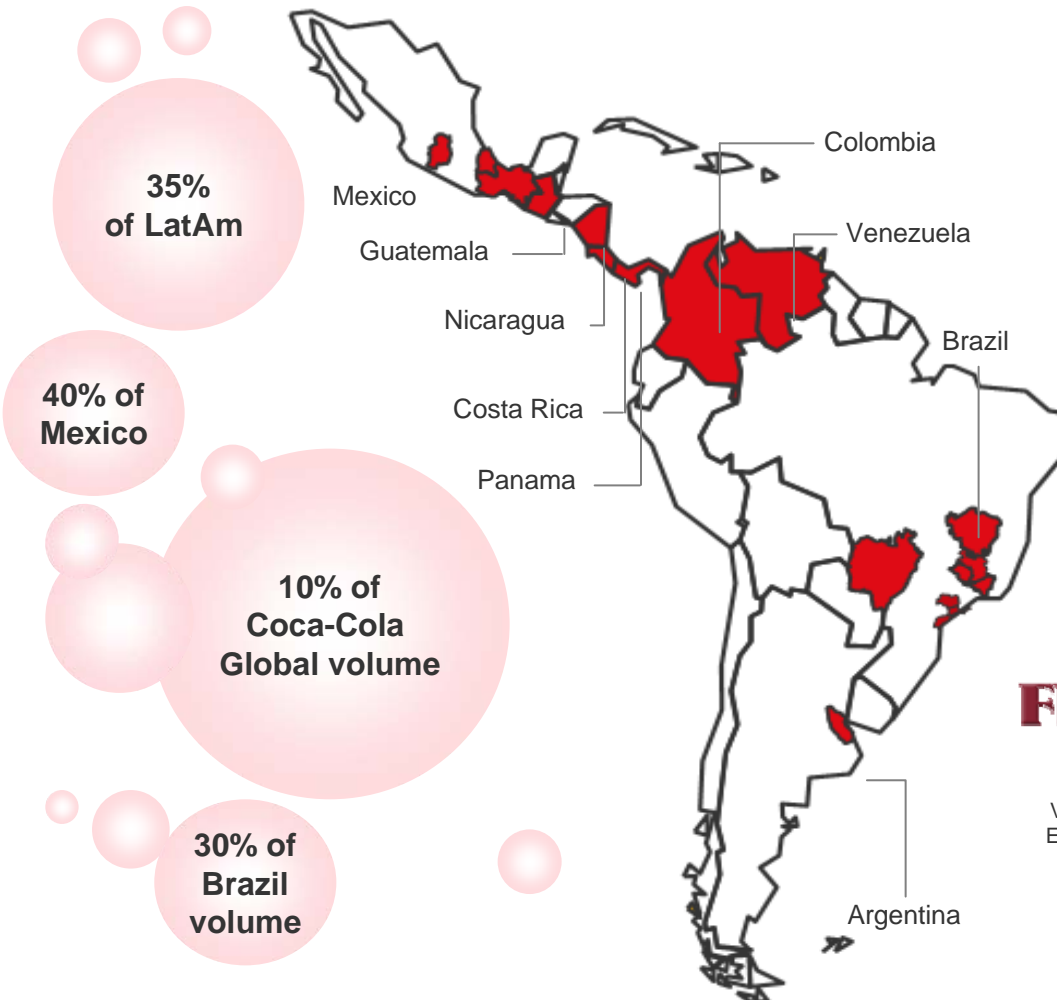 35%
of LatAm
40% of
Mexico
10% of
Coca-Cola
Global volume
30% of
Brazil
volume
Colombia
Mexico
Venezuela
Guatemala
Nicaragua
Brazil
Costa Rica
Panama
Argentina